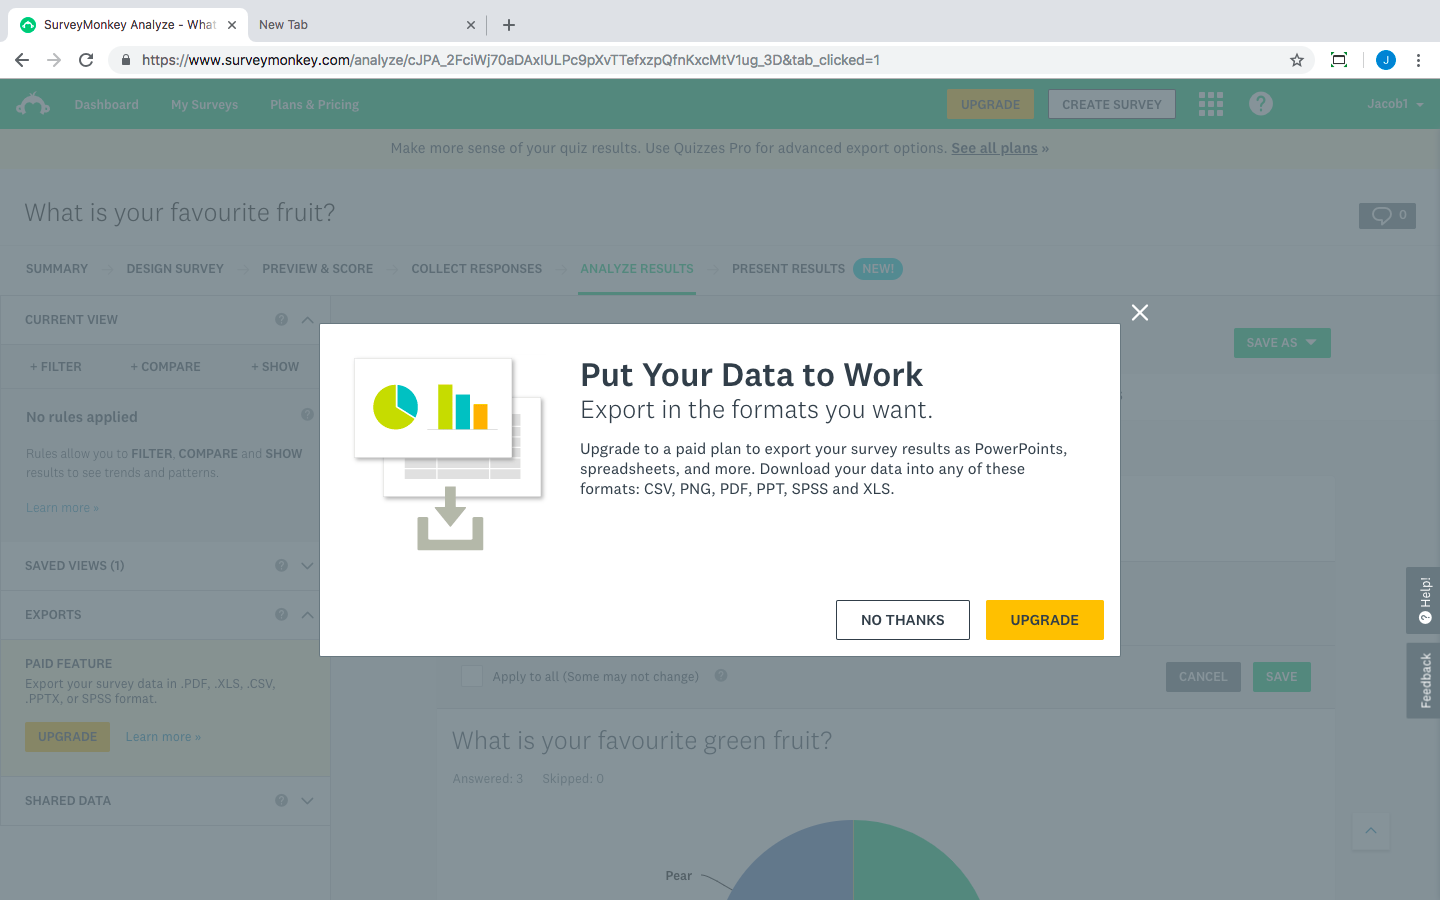 SurveyMonkey Analyze - What
New Tab
https://www.surveymonkey.com/analyze/cJPA_2FciWj70aDAxIULPc9pXvTTefxzpQfnKxcMtV1ug_3D&tab_clicked=1
J
Dashboard
My Surveys
Plans & Pricing
UPGRADE
CREATE SURVEY
?
Jacob1
Make more sense of your quiz results. Use Quizzes Pro for advanced export options. See all plans »
What is your favourite fruit?
0
SUMMARY
DESIGN SURVEY
PREVIEW & SCORE
COLLECT RESPONSES
ANALYZE RESULTS
PRESENT RESULTS
NEW!
CURRENT VIEW
+ FILTER
+ COMPARE
+ SHOW
No rules applied
Rules allow you to FILTER, COMPARE and SHOW
results to see trends and patterns.
Learn more »
SAVED VIEWS (1)
EXPORTS
PAID FEATURE
Export your survey data in .PDF, .XLS, .CSV,
.PPTX, or SPSS format.
UPGRADE
Learn more »
SHARED DATA
SAVE AS
Put Your Data to Work
Export in the formats you want.
Upgrade to a paid plan to export your survey results as PowerPoints,
spreadsheets, and more. Download your data into any of these
formats: CSV, PNG, PDF, PPT, SPSS and XLS.
NO THANKS
UPGRADE
Apply to all (Some may not change)
CANCEL
SAVE
What is your favourite green fruit?
Answered: 3
Skipped: 0
Pear
Help!
Feedback